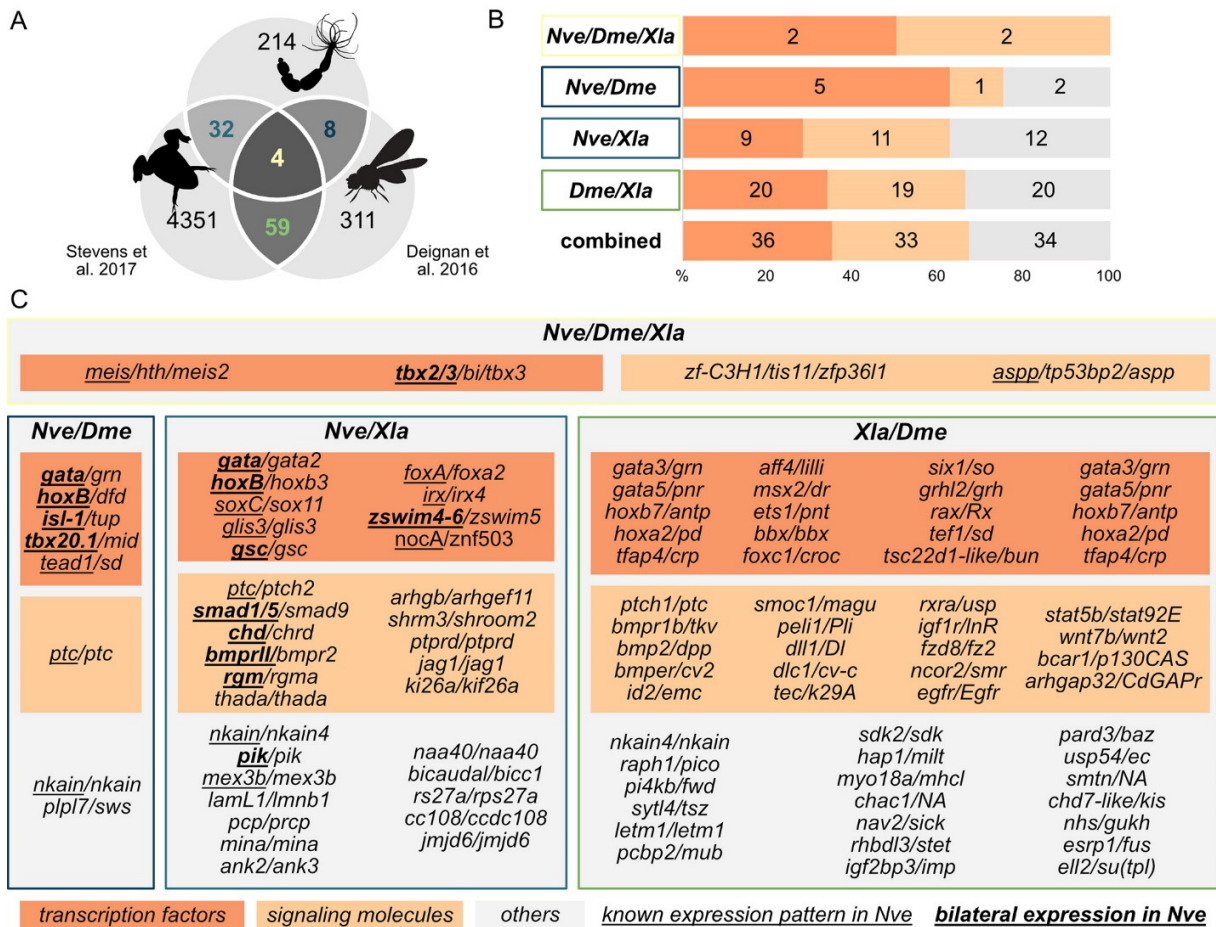 A
214
32
8
4
4351
59
311
Stevens et
al. 2017
Deignan et
al. 2016
B
Nve/Dme/Xla
2
2
Nve/Dme
5
1
2
Nve/Xla
9
11
12
Dme/Xla
20
19
20
combined
36
33
34
%
20
40
60
80
100
C
Nve/Dme/Xla
meis/hth/meis2
tbx2/3/bi/tbx3
zf-C3H1/tis11/zfp36l1
aspp/tp53bp2/aspp
Nve/Dme
gata/grn
hoxB/dfd
isl-1/tup
tbx20.1/mid
tead1/sd
ptc/ptc
nkain/nkain
plpl7/sws
Nve/Xla
gata/gata2
hoxB/hoxb3
soxC/sox11
glis3/glis3
gsc/gsc
foxA/foxa2
irx/irx4
zswim4-6/zswim5
nocA/znf503
ptc/ptch2
smad1/5/smad9
chd/chrd
bmprII/bmpr2
rgm/rgma
thada/thada
arhgb/arhgef11
shrm3/shroom2
ptprd/ptprd
jag1/jag1
ki26a/kif26a
nkain/nkain4
pik/pik
mex3b/mex3b
lamL1/lmnb1
pcp/prcp
mina/mina
ank2/ank3
naa40/naa40
bicaudal/bicc1
rs27a/rps27a
cc108/ccdc108
jmjd6/jmjd6
Xla/Dme
gata3/grn
gata5/pnr
hoxb7/antp
hoxa2/pd
tfap4/crp
aff4/lilli
msx2/dr
ets1/pnt
bbx/bbx
foxc1/croc
six1/so
grhl2/grh
rax/Rx
tef1/sd
tsc22d1-like/bun
gata3/grn
gata5/pnr
hoxb7/antp
hoxa2/pd
tfap4/crp
ptch1/ptc
bmpr1b/tkv
bmp2/dpp
bmper/cv2
id2/emc
smoc1/magu
peli1/Pli
dll1/Dl
dlc1/cv-c
tec/k29A
rxra/usp
igf1r/InR
fzd8/fz2
ncor2/smr
egfr/Egfr
stat5b/stat92E
wnt7b/wnt2
bcar1/p130CAS
arhgap32/CdGAPr
nkain4/nkain
raph1/pico
pi4kb/fwd
sytl4/tsz
letm1/letm1
pcbp2/mub
sdk2/sdk
hap1/milt
myo18a/mhcl
chac1/NA
nav2/sick
rhbdl3/stet
igf2bp3/imp
pard3/baz
usp54/ec
smtn/NA
chd7-like/kis
nhs/gukh
esrp1/fus
ell2/su(tpl)
transcription factors
signaling molecules
others
known expression pattern in Nve
bilateral expression in Nve